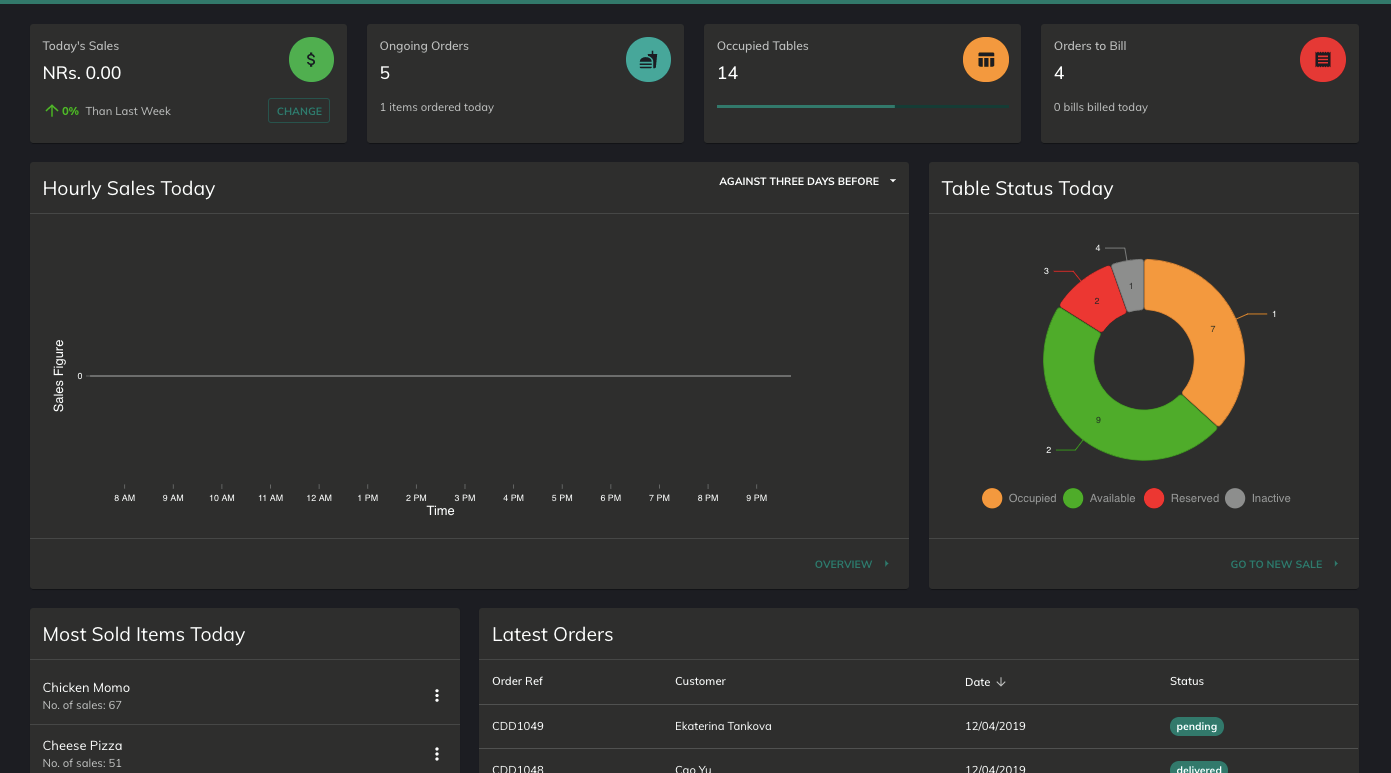 Today's Sales
NRs. 0.00
0% Than Last Week
CHANGE
Ongoing Orders
5
1 items ordered today
Occupied Tables
14
Orders to Bill
4
0 bills billed today
Hourly Sales Today
AGAINST THREE DAYS BEFORE
Sales Figure
0
8 AM 9 AM 10 AM 11 AM 12 AM 1 PM 2 PM 3 PM 4 PM 5 PM 6 PM 7 PM 8 PM 9 PM
Time
OVERVIEW
Table Status Today
4
3
1
2
1
7
9
2
Occupied Available Reserved Inactive
GO TO NEW SALE
Most Sold Items Today
Chicken Momo
No. of sales: 67
Cheese Pizza
No. of sales: 51
Latest Orders
Order Ref Customer Date Status
CDD1049 Ekaterina Tankova 12/04/2019 pending
CDD1048 Cao Yu 12/04/2019 delivered